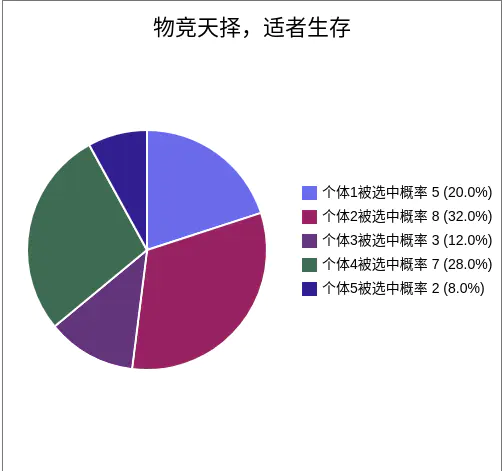 物竞天择，适者生存
个体1被选中概率 5 (20.0%)
个体2被选中概率 8 (32.0%)
个体3被选中概率 3 (12.0%)
个体4被选中概率 7 (28.0%)
个体5被选中概率 2 (8.0%)